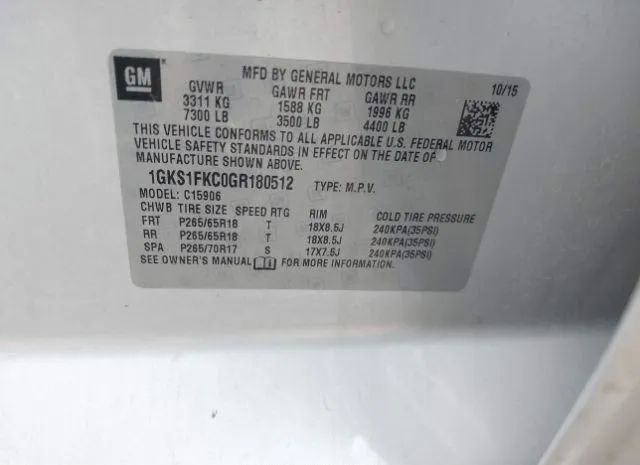 GM
MFD BY GENERAL MOTORS LLC
10/15
GVWR GAWR FRT GAWR RR
3311 KG 1588 KG 1996 KG
7300 LB 3500 LB 4400 LB
THIS VEHICLE CONFORMS TO ALL APPLICABLE U.S. FEDERAL MOTOR
VEHICLE SAFETY STANDARDS IN EFFECT ON THE DATE OF
MANUFACTURE SHOWN ABOVE.
1GKS1FKC0GR180512 TYPE: M.P.V.
MODEL: C15906
CHWB TIRE SIZE SPEED RTG RIM COLD TIRE PRESSURE
FRT P265/65R18 T 18X8.5J 240KPA(35PSI)
RR P265/65R18 T 18X8.5J 240KPA(35PSI)
SPA P265/70R17 S 17X7.5J 240KPA(35PSI)
SEE OWNER'S MANUAL FOR MORE INFORMATION.